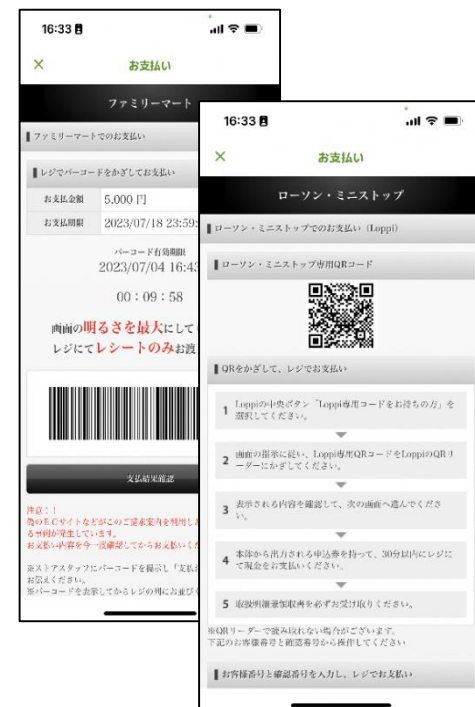 16:33
お支払い
ファミリーマート
ファミリーマートでのお支払い
レジでバーコードをかざしてお支払い
お支払金額 5,000 円
お支払期限 2023/07/18 23:59:
バーコード有効期限
2023/07/04 16:43
00：09：58
画面の明るさを最大にして
レジにてレシートのみお渡
支払結果確認
注意！！
偽のECサイトなどがこのご請求案内を利用し
る事例が発生しています。
お支払い内容を今一度確認してからお支払いくだ
※ストアスタッフにバーコードを提示し「支払
お伝えください。
※バーコードを表示してからレジの列にお並びく
16:33
お支払い
ローソン・ミニストップ
ローソン・ミニストップでのお支払い（Loppi）
ローソン・ミニストップ専用QRコード
QRをかざして、レジでお支払い
1 Loppiの中央ボタン「Loppi専用コードをお持ちの方」を
選択してください。
2 画面の指示に従い、Loppi専用QRコードをLoppiのQRリ
ーダーにかざしてください。
3 表示される内容を確認して、次の画面へ進んでくださ
い。
4 本体から出力される申込券を持って、30分以内にレジに
て現金をお支払いください。
5 取扱明細兼領収書を必ずお受け取りください。
※QRリーダーで読み取れない場合がございます。
下記のお客様番号と確認番号から操作してください
お客様番号と確認番号を入力し、レジでお支払い